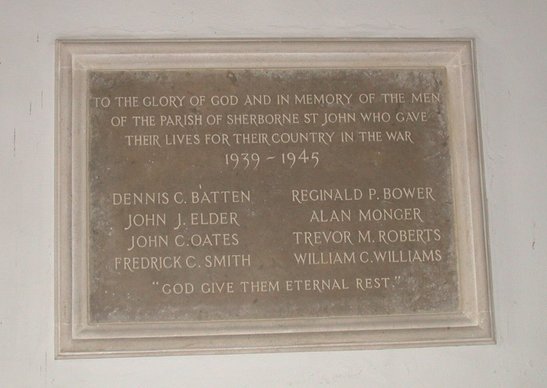 TO THE GLORY OF GOD AND IN MEMORY OF THE MEN
OF THE PARISH OF SHERBORNE ST JOHN WHO GAVE
THEIR LIVES FOR THEIR COUNTRY IN THE WAR
1939 - 1945
DENNIS C. BATTEN
REGINALD P. BOWER
JOHN J. ELDER
ALAN MONGER
JOHN C. OATES
TREVOR M. ROBERTS
FREDRICK C. SMITH
WILLIAM C. WILLIAMS
"GOD GIVE THEM ETERNAL REST."